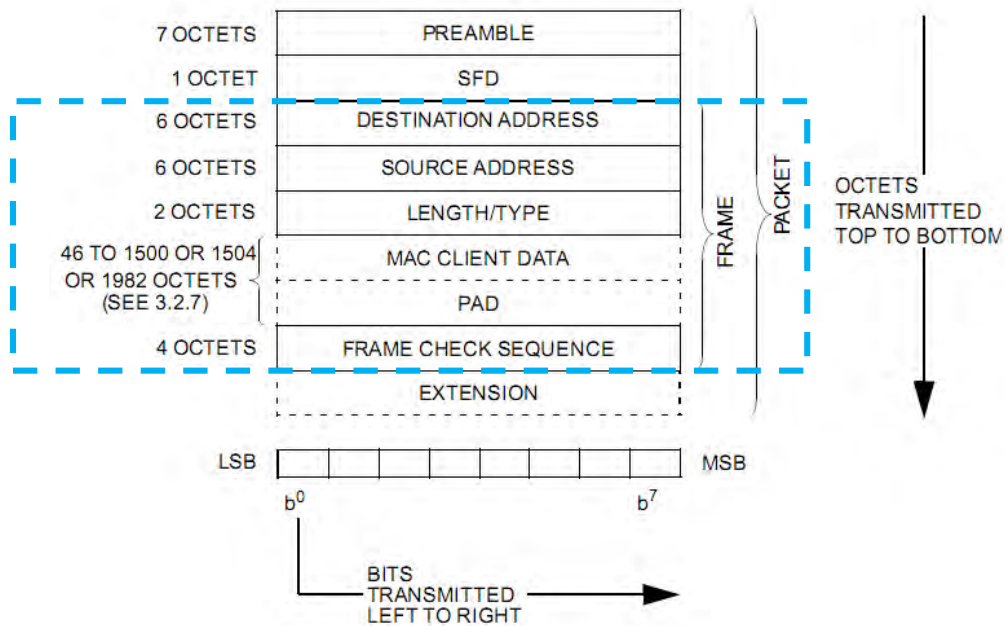 7 OCTETS
PREAMBLE
1 OCTET
SFD
6 OCTETS
DESTINATION ADDRESS
6 OCTETS
SOURCE ADDRESS
2 OCTETS
LENGTH/TYPE
46 TO 1500 OR 1504
OR 1982 OCTETS
(SEE 3.2.7)
MAC CLIENT DATA
PAD
4 OCTETS
FRAME CHECK SEQUENCE
EXTENSION
FRAME
PACKET
OCTETS
TRANSMITTED
TOP TO BOTTOM
LSB
MSB
b0
b7
BITS
TRANSMITTED
LEFT TO RIGHT